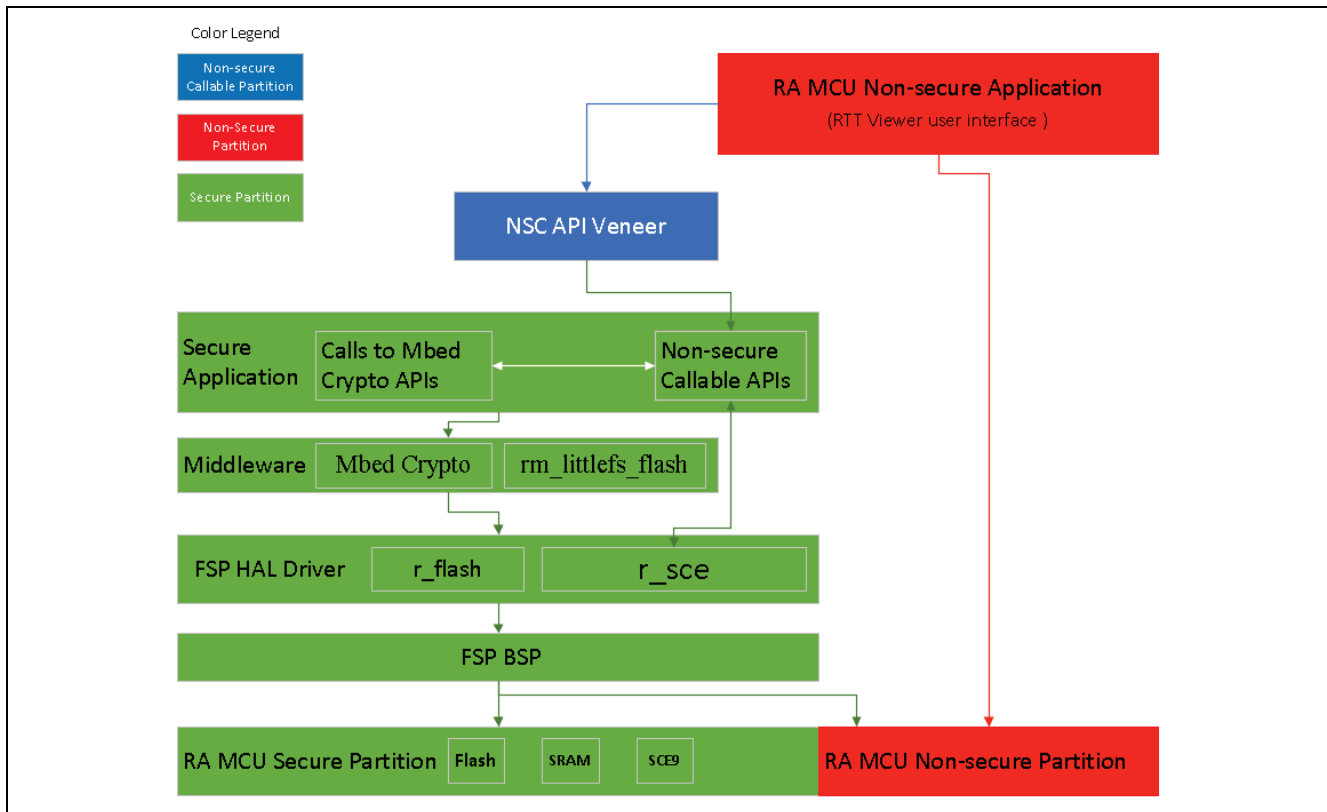 Color Legend
Non-secure
Callable Partition
Non-Secure
Partition
Secure Partition
RA MCU Non-secure Application
(RTT Viewer user interface )
NSC API Veneer
Secure
Application
Calls to Mbed
Crypto APIs
Non-secure
Callable APIs
Middleware
Mbed Crypto
rm_littlefs_flash
FSP HAL Driver
r_flash
r_sce
FSP BSP
RA MCU Secure Partition
Flash
SRAM
SCE9
RA MCU Non-secure Partition